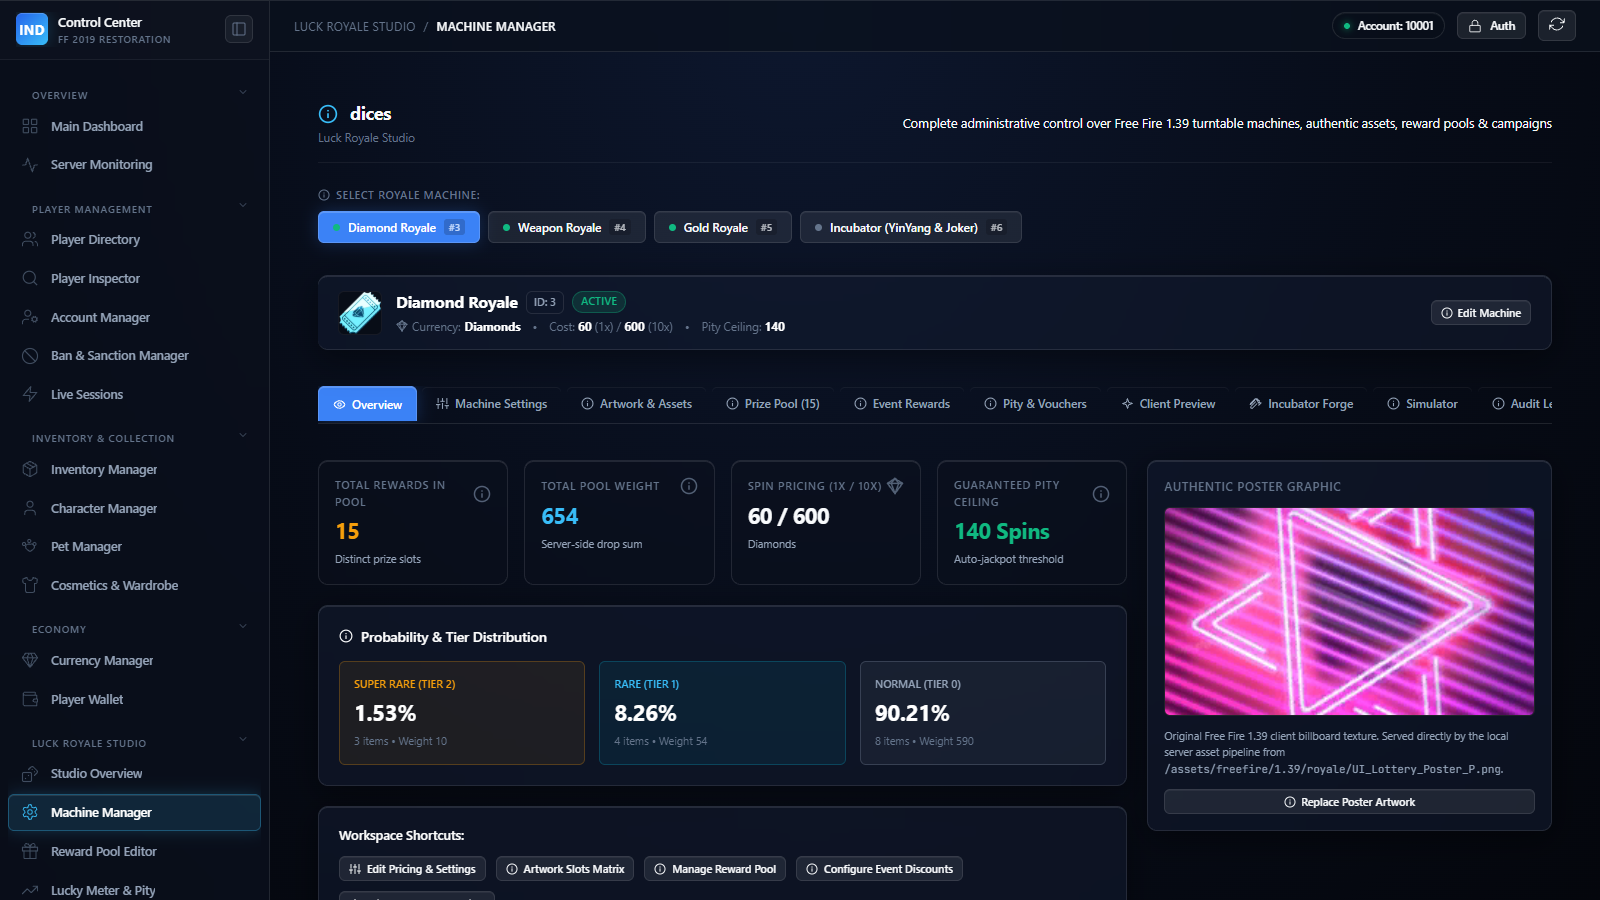 IND
Control Center
FF 2019 RESTORATION
LUCK ROYALE STUDIO / MACHINE MANAGER
Account: 10001
Auth
OVERVIEW
Main Dashboard
Server Monitoring
PLAYER MANAGEMENT
Player Directory
Player Inspector
Account Manager
Ban & Sanction Manager
Live Sessions
INVENTORY & COLLECTION
Inventory Manager
Character Manager
Pet Manager
Cosmetics & Wardrobe
ECONOMY
Currency Manager
Player Wallet
LUCK ROYALE STUDIO
Studio Overview
Machine Manager
Reward Pool Editor
Lucky Meter & Pity
dices
Luck Royale Studio
Complete administrative control over Free Fire 1.39 turntable machines, authentic assets, reward pools & campaigns
SELECT ROYALE MACHINE:
Diamond Royale #3
Weapon Royale #4
Gold Royale #5
Incubator (YinYang & Joker) #6
Diamond Royale ID: 3 ACTIVE
Currency: Diamonds • Cost: 60 (1x) / 600 (10x) • Pity Ceiling: 140
Edit Machine
Overview
Machine Settings
Artwork & Assets
Prize Pool (15)
Event Rewards
Pity & Vouchers
Client Preview
Incubator Forge
Simulator
Audit Le
TOTAL REWARDS IN
POOL
15
Distinct prize slots
TOTAL POOL WEIGHT
654
Server-side drop sum
SPIN PRICING (1X / 10X)
60 / 600
Diamonds
GUARANTEED PITY
CEILING
140 Spins
Auto-jackpot threshold
Probability & Tier Distribution
SUPER RARE (TIER 2)
1.53%
3 items • Weight 10
RARE (TIER 1)
8.26%
4 items • Weight 54
NORMAL (TIER 0)
90.21%
8 items • Weight 590
Workspace Shortcuts:
Edit Pricing & Settings
Artwork Slots Matrix
Manage Reward Pool
Configure Event Discounts
AUTHENTIC POSTER GRAPHIC
Original Free Fire 1.39 client billboard texture. Served directly by the local
server asset pipeline from
/assets/freefire/1.39/royale/UI_Lottery_Poster_P.png.
Replace Poster Artwork